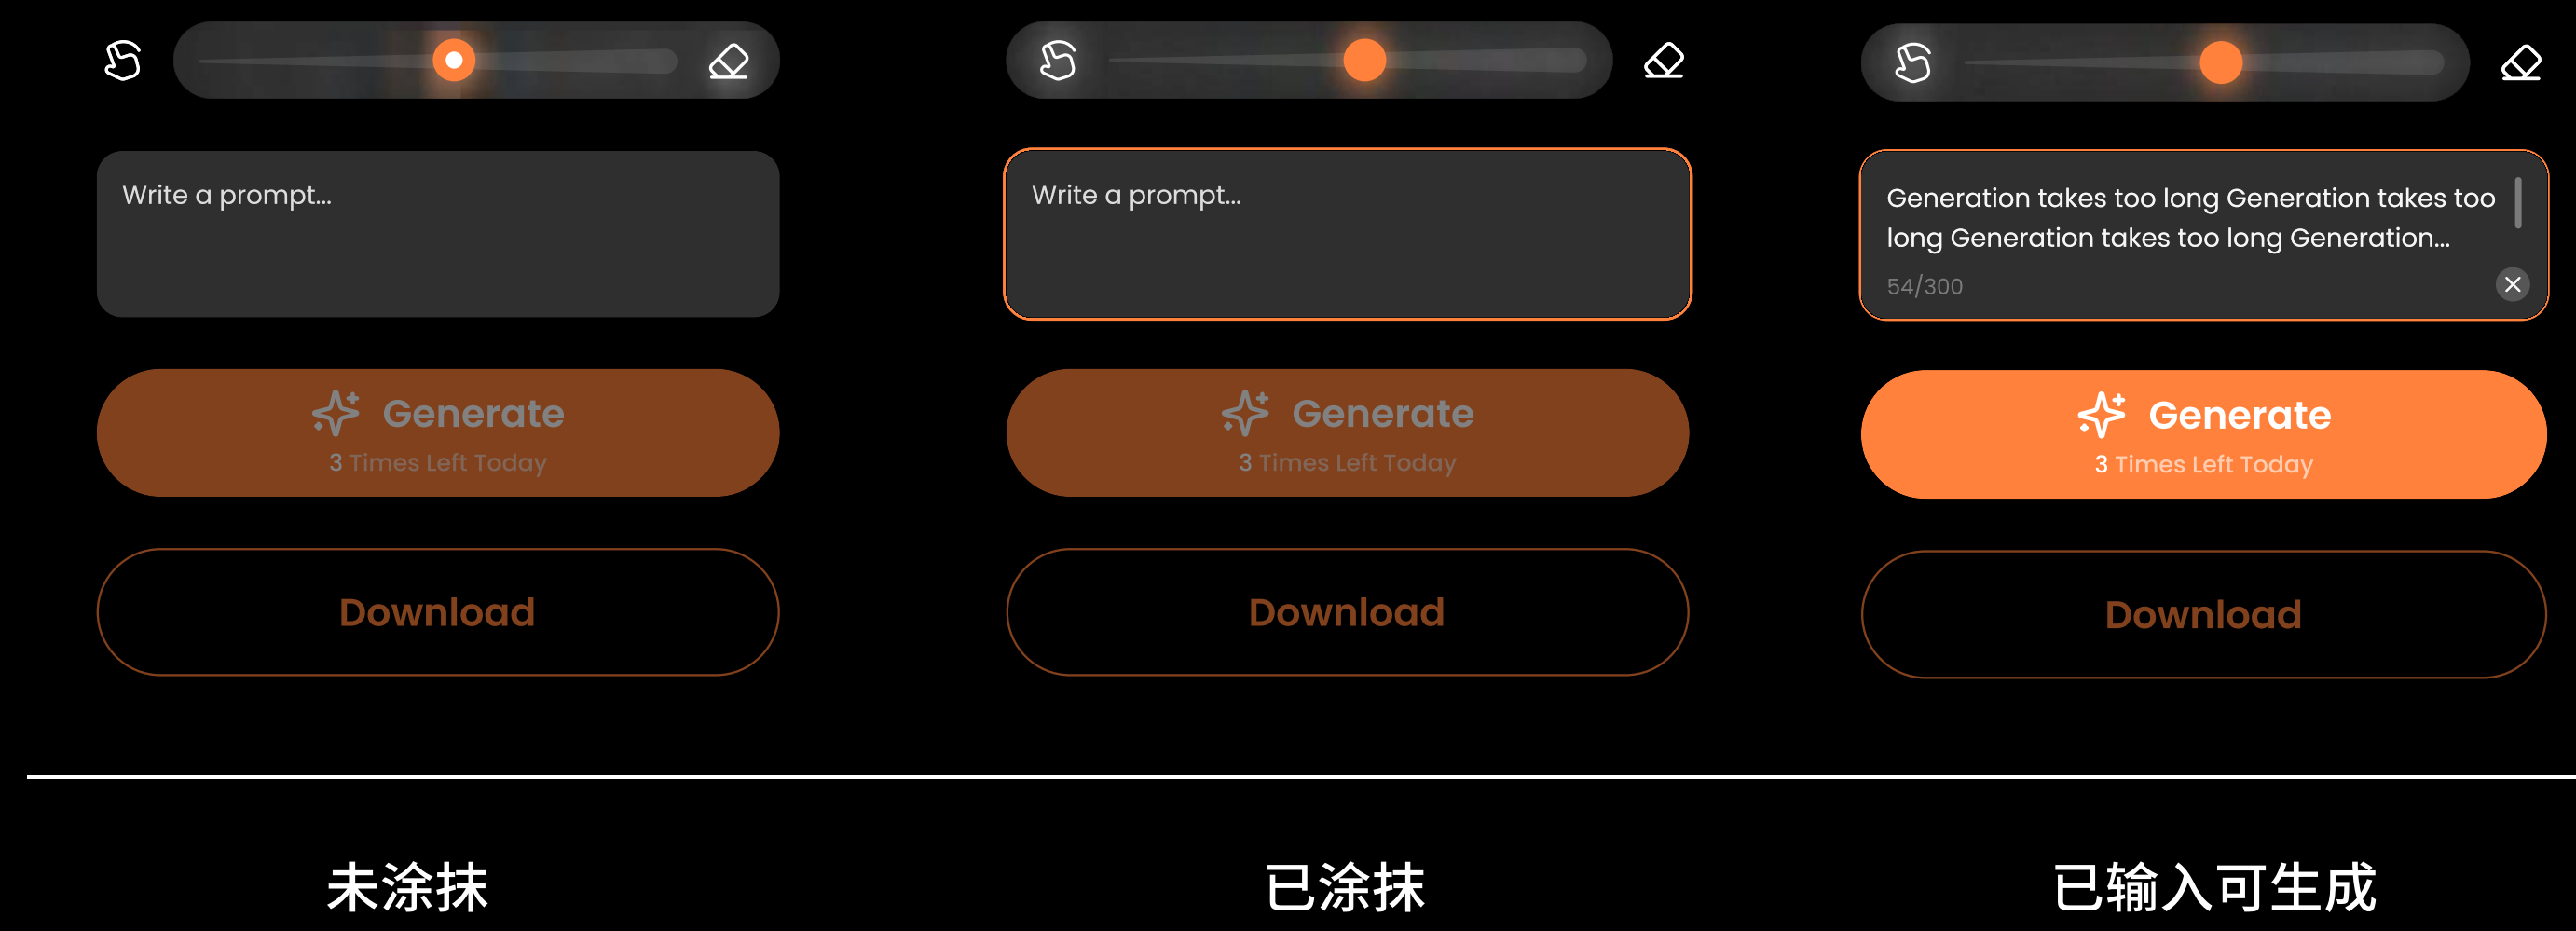 Write a prompt...
Generate
3 Times Left Today
Download
未涂抹
Write a prompt...
Generate
3 Times Left Today
Download
已涂抹
Generation takes too long Generation takes too
long Generation takes too long Generation...
54/300
Generate
3 Times Left Today
Download
已输入可生成